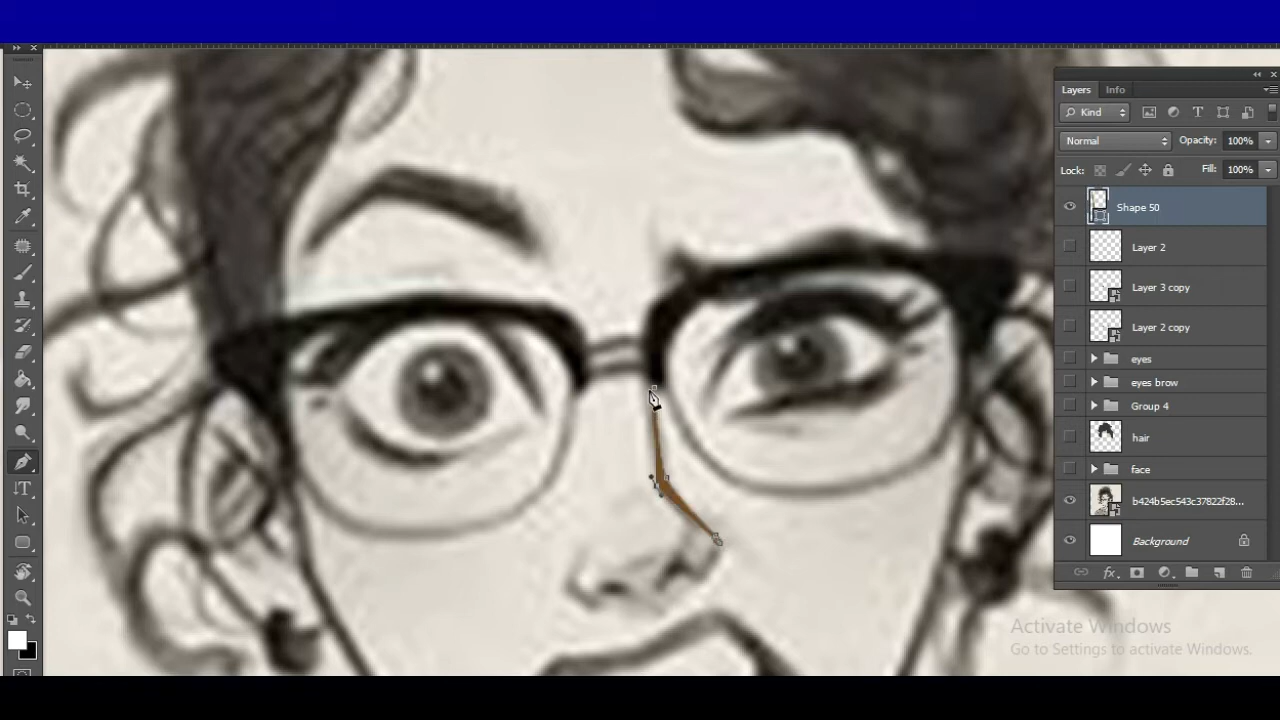 Layers Info
Kind
Normal Opacity: 100%
Lock: Fill: 100%
Shape 50
Layer 2
Layer 3 copy
Layer 2 copy
eyes
eyes brow
Group 4
hair
face
b424b5ec543c37822f28...
Background
fx
T
Activate Windows
Go to Settings to activate Windows.